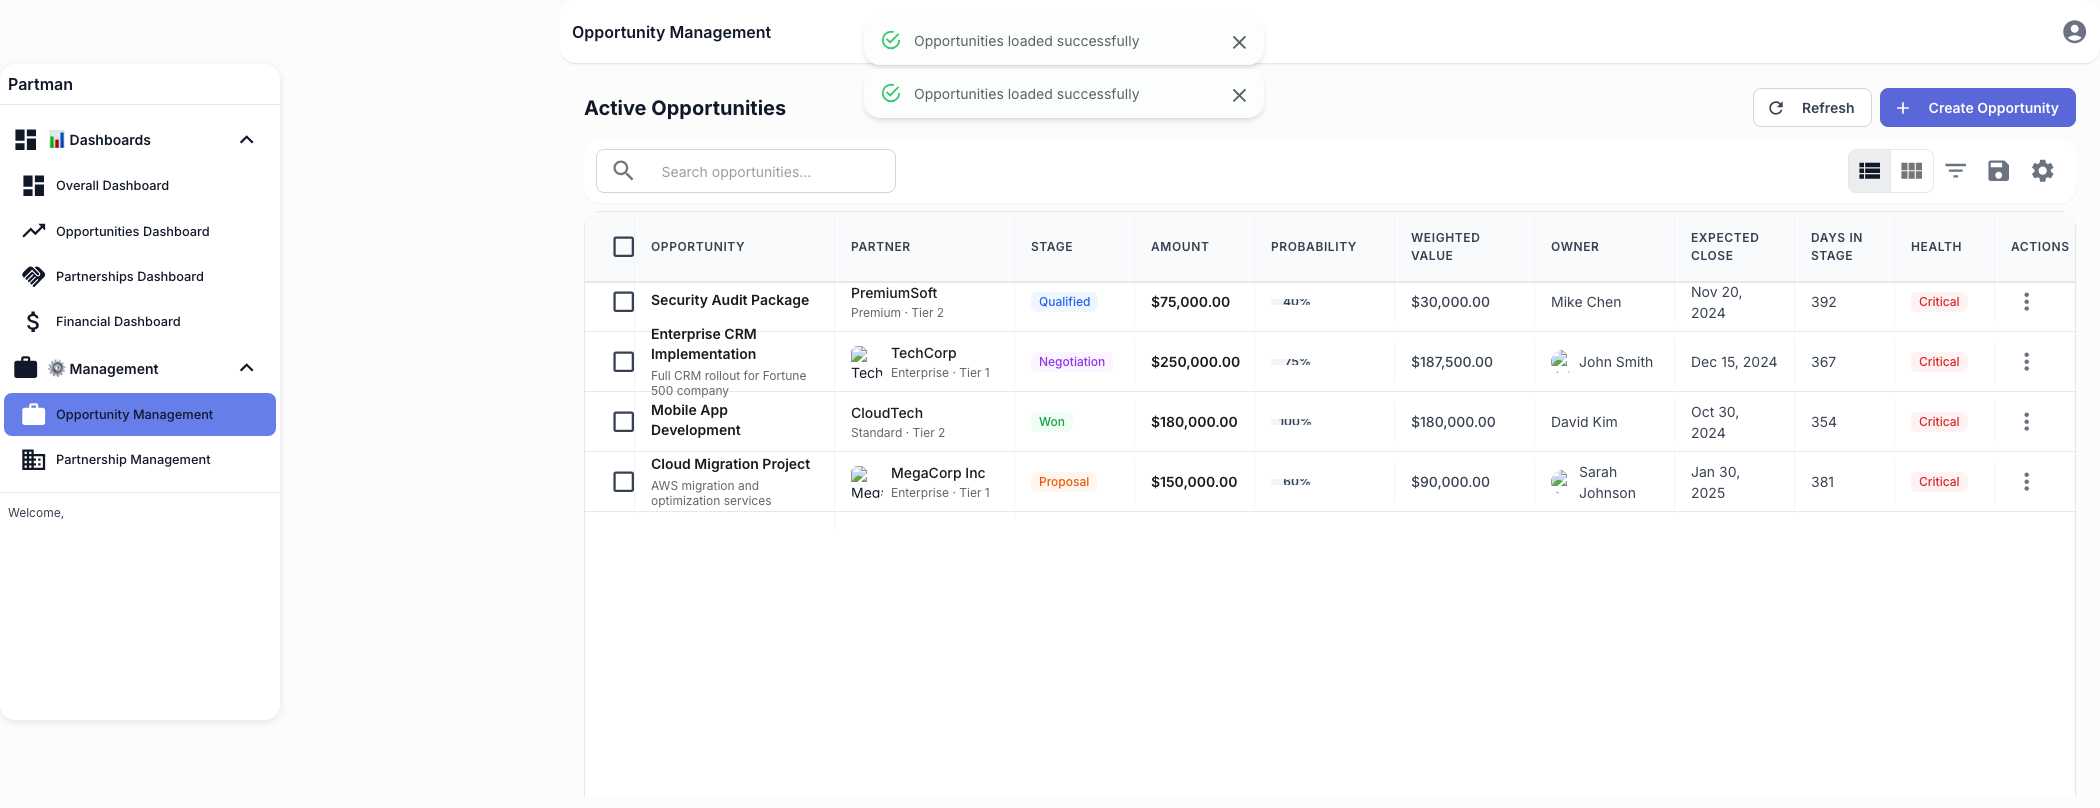 Opportunity Management
Opportunities loaded successfully
Opportunities loaded successfully
Partman
📊 Dashboards
Overall Dashboard
Opportunities Dashboard
Partnerships Dashboard
Financial Dashboard
⚙️ Management
Opportunity Management
Partnership Management
Welcome,
Active Opportunities
Refresh
Create Opportunity
Search opportunities...
OPPORTUNITY
PARTNER
STAGE
AMOUNT
PROBABILITY
WEIGHTED
VALUE
OWNER
EXPECTED
CLOSE
DAYS IN
STAGE
HEALTH
ACTIONS
Security Audit Package
PremiumSoft
Premium · Tier 2
Qualified
$75,000.00
40%
$30,000.00
Mike Chen
Nov 20,
2024
392
Critical
Enterprise CRM
Implementation
Full CRM rollout for Fortune
500 company
Tech
TechCorp
Enterprise · Tier 1
Negotiation
$250,000.00
75%
$187,500.00
John Smith
Dec 15, 2024
367
Critical
Mobile App
Development
CloudTech
Standard · Tier 2
Won
$180,000.00
100%
$180,000.00
David Kim
Oct 30,
2024
354
Critical
Cloud Migration Project
AWS migration and
optimization services
Mega
MegaCorp Inc
Enterprise · Tier 1
Proposal
$150,000.00
60%
$90,000.00
Sarah
Johnson
Jan 30,
2025
381
Critical